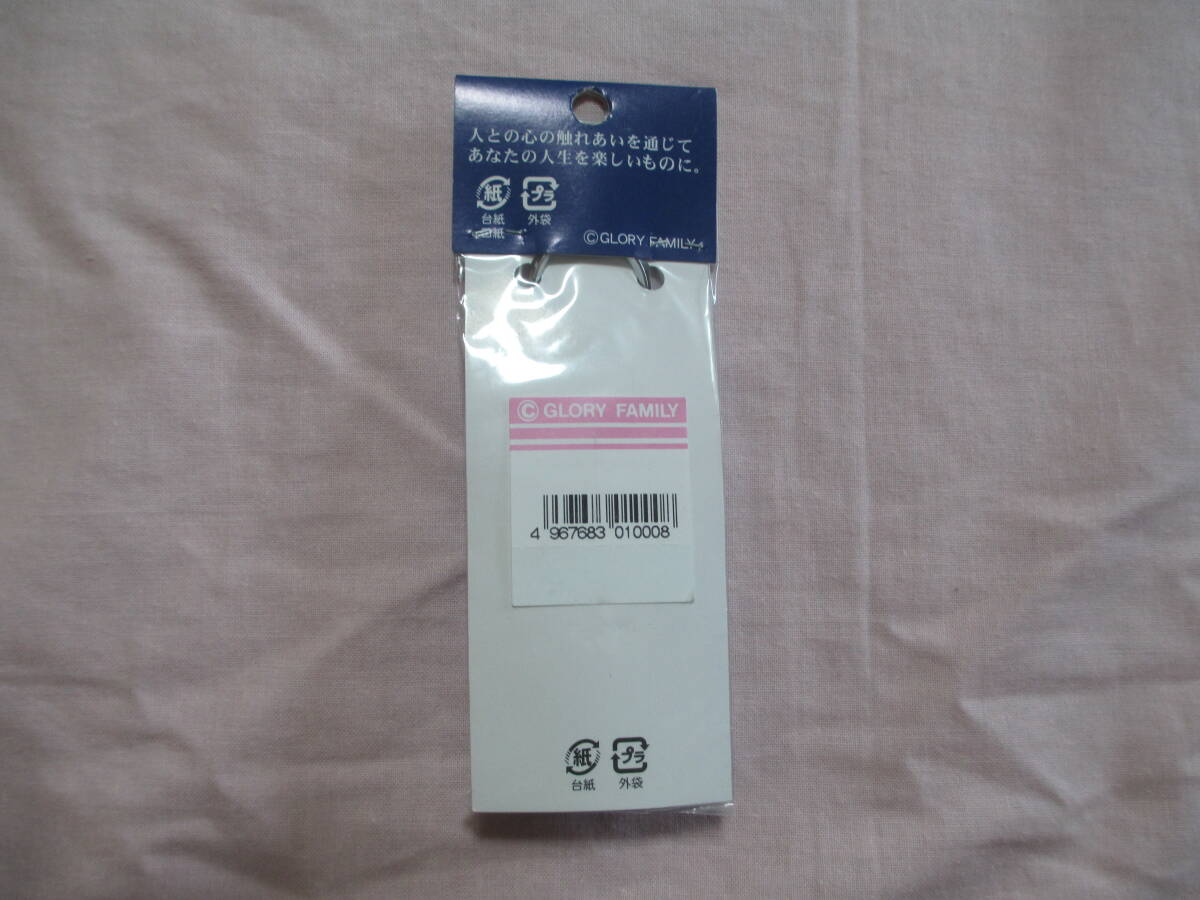 人との心の触れあいを通じて
あなたの人生を楽しいものに。
紙 プラ
台紙 外袋
台紙
©GLORY FAMILY
© GLORY FAMILY
4 967683 010008
紙 プラ
台紙 外袋